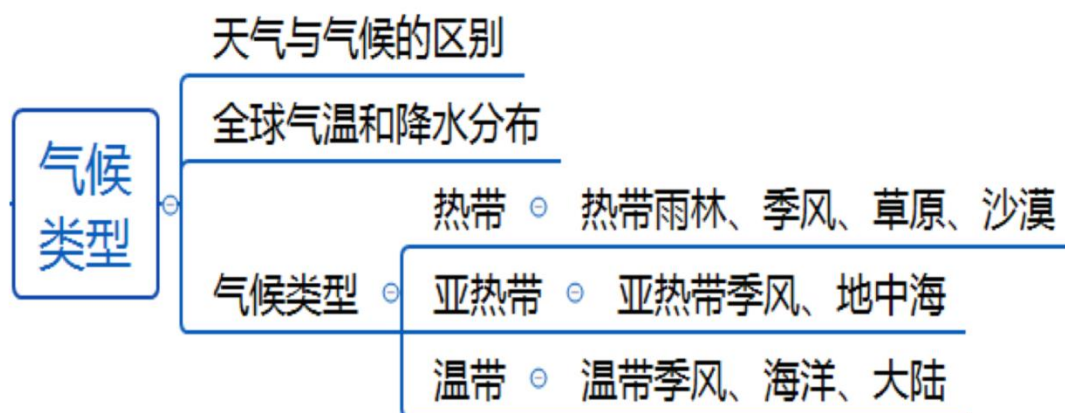 天气与气候的区别
全球气温和降水分布
气候
类型
热带 热带雨林、季风、草原、沙漠
气候类型 亚热带 亚热带季风、地中海
温带 温带季风、海洋、大陆